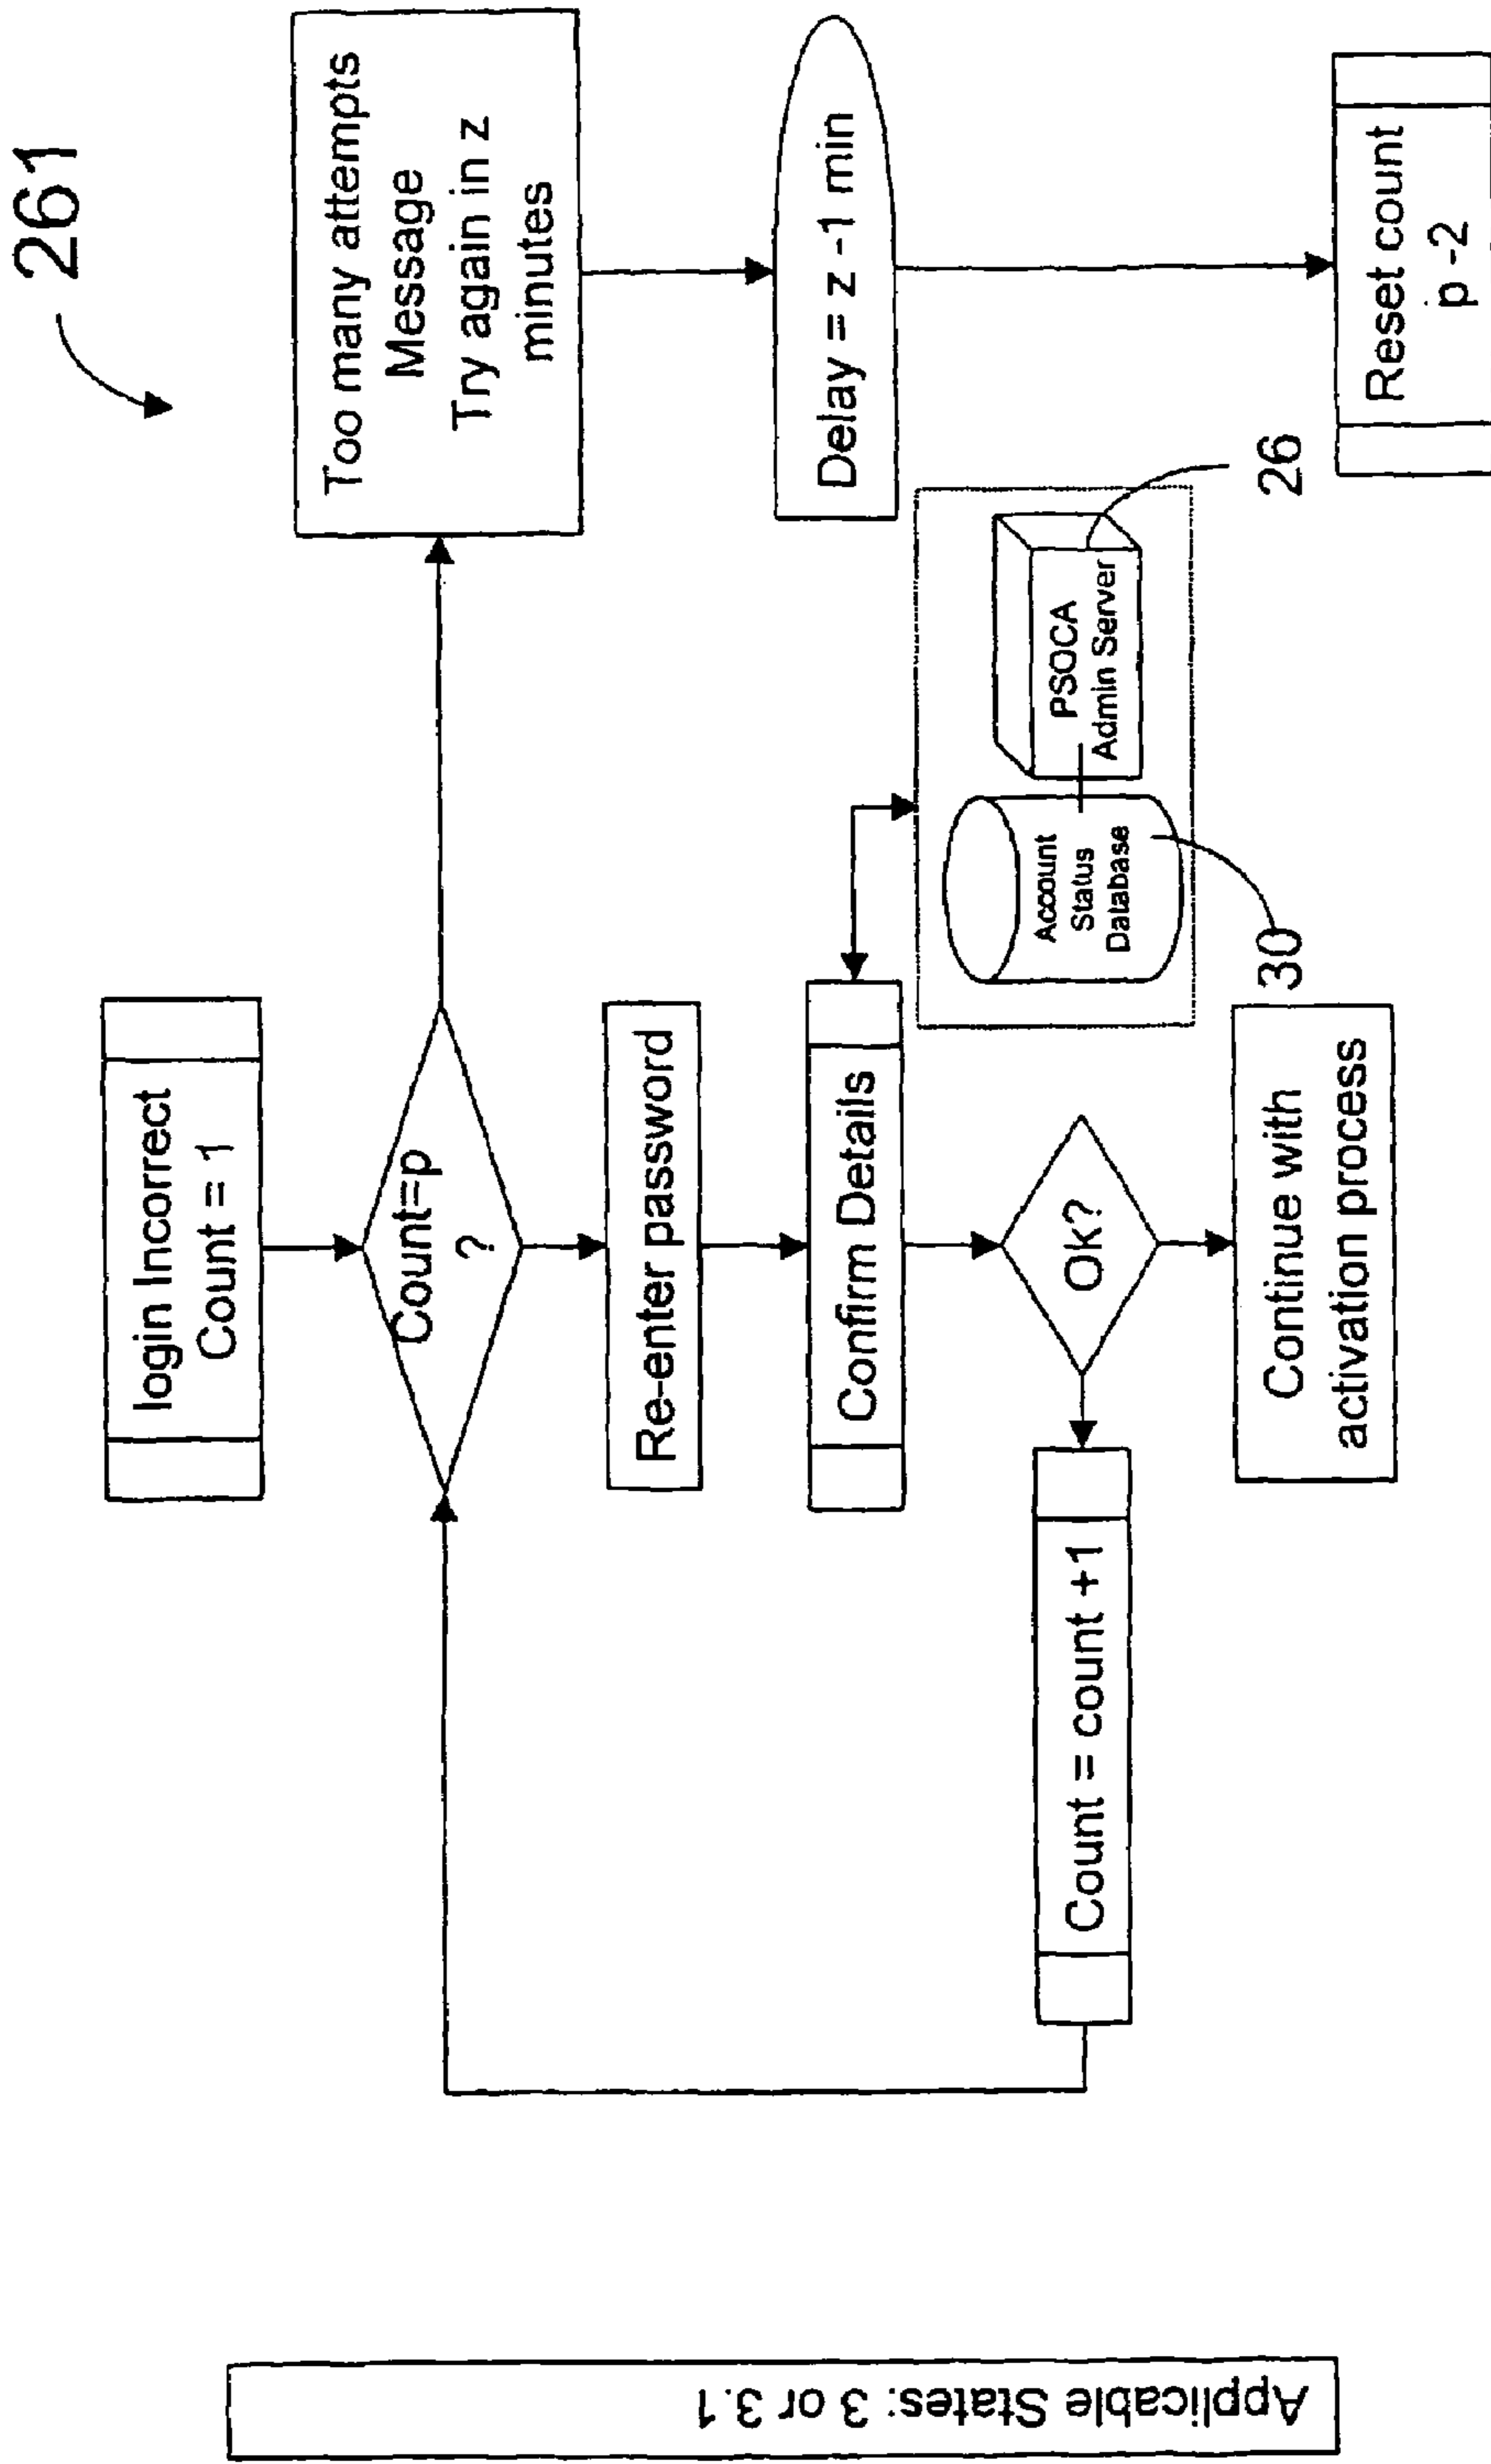 261
login Incorrect
Count = 1
Count=p
?
Too many attempts
Message
Try again in z
minutes
Re-enter password
Delay = z -1 min
Confirm Details
Account
Status
Database
PSOCA
Admin Server
26
30
Ok?
Count = count +1
Continue with
activation process
Reset count
p -2
Applicable States: 3 or 3.1